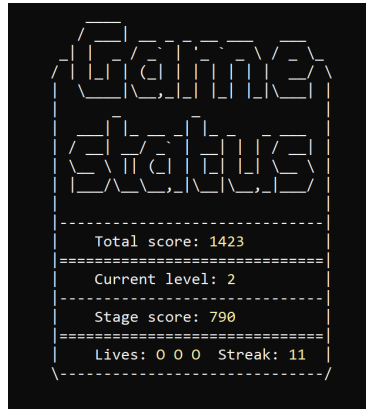 Game
status
Total score: 1423
Current level: 2
Stage score: 790
Lives: O O O  Streak: 11